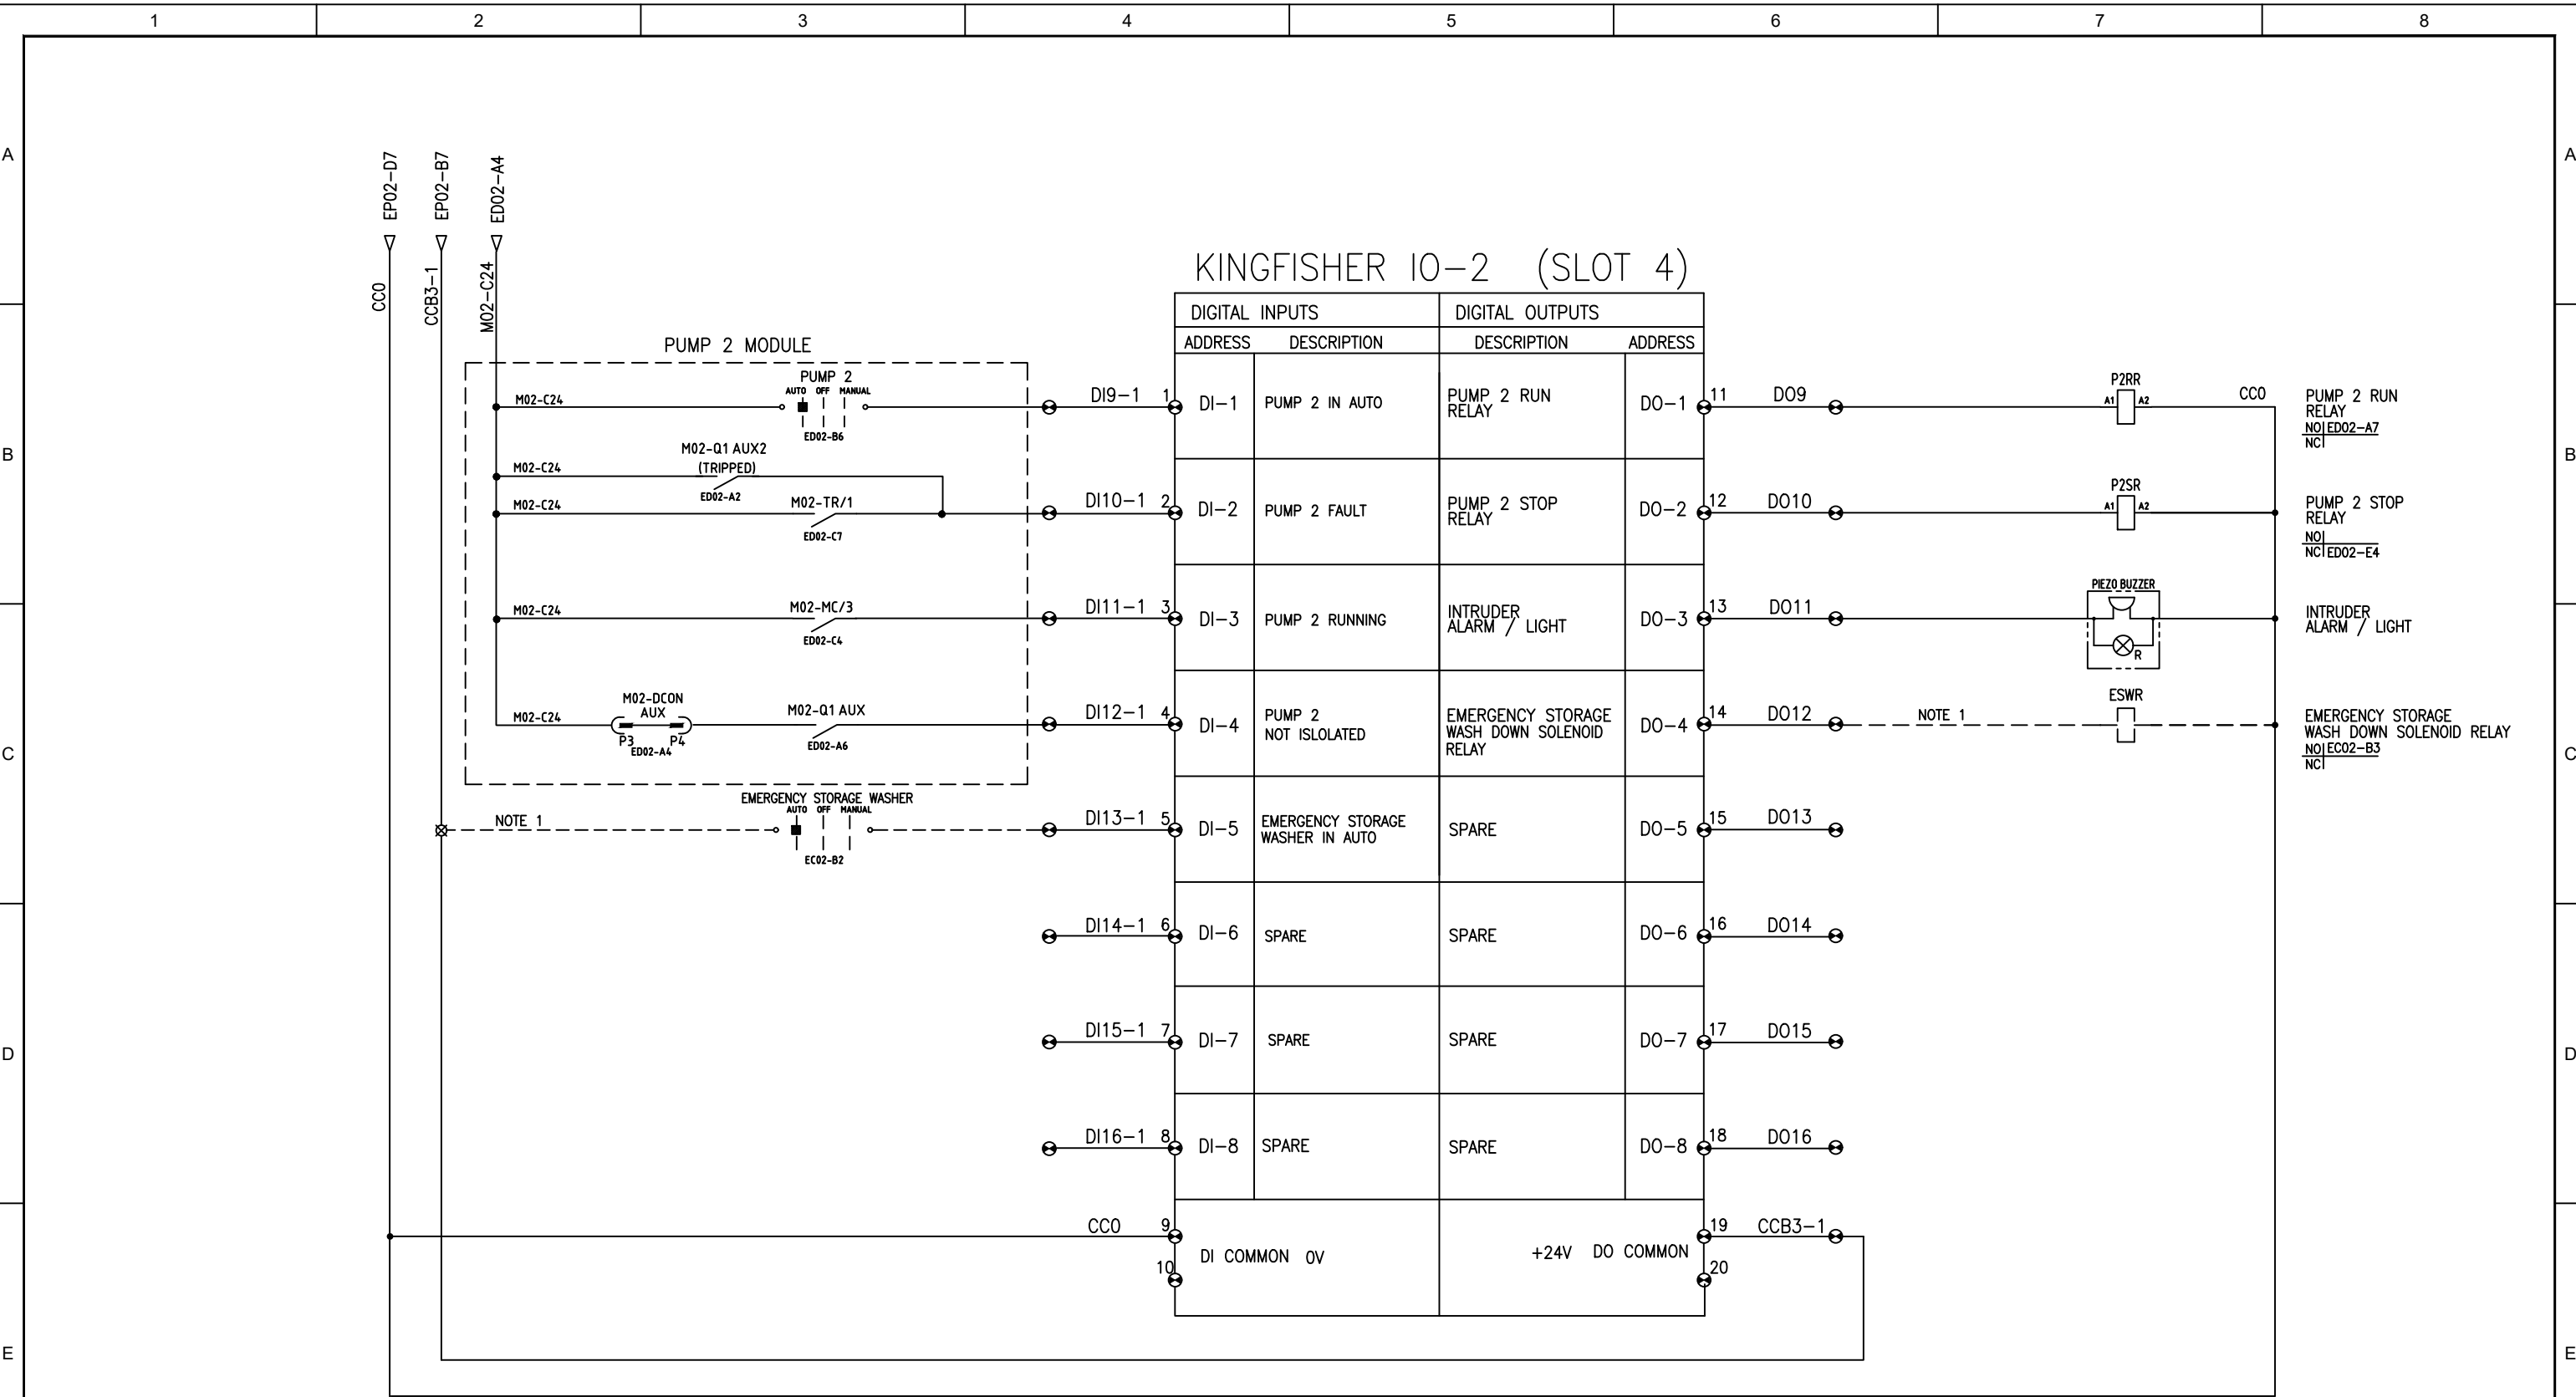 1 2 3 4 5 6 7 8
A A
EP02-D7
EP02-B7
ED02-A4
CC0
CCB3-1
M02-C24
KINGFISHER IO-2 (SLOT 4)
DIGITAL INPUTS DIGITAL OUTPUTS
ADDRESS DESCRIPTION DESCRIPTION ADDRESS
PUMP 2 MODULE
B B
PUMP 2
AUTO OFF MANUAL
M02-C24
ED02-B6
DI9-1 1 DI-1 PUMP 2 IN AUTO
PUMP 2 RUN
RELAY
DO-1 11 DO9
P2RR
A1 A2
CC0
PUMP 2 RUN
RELAY
NO ED02-A7
NC
M02-Q1 AUX2
(TRIPPED)
M02-C24
ED02-A2
M02-C24
M02-TR/1
ED02-C7
DI10-1 2 DI-2 PUMP 2 FAULT
PUMP 2 STOP
RELAY
DO-2 12 DO10
P2SR
A1 A2
PUMP 2 STOP
RELAY
NO
NC ED02-E4
M02-C24
M02-MC/3
ED02-C4
DI11-1 3 DI-3 PUMP 2 RUNNING
INTRUDER
ALARM / LIGHT
DO-3 13 DO11
PIEZO BUZZER
R
INTRUDER
ALARM / LIGHT
C C
M02-C24
M02-DCON
AUX
P3 P4
ED02-A4
M02-Q1 AUX
ED02-A6
DI12-1 4 DI-4
PUMP 2
NOT ISLOLATED
EMERGENCY STORAGE
WASH DOWN SOLENOID
RELAY
DO-4 14 DO12
NOTE 1
ESWR
EMERGENCY STORAGE
WASH DOWN SOLENOID RELAY
NO EC02-B3
NC
EMERGENCY STORAGE WASHER
AUTO OFF MANUAL
NOTE 1
EC02-B2
DI13-1 5 DI-5
EMERGENCY STORAGE
WASHER IN AUTO
SPARE DO-5 15 DO13
DI14-1 6 DI-6 SPARE SPARE DO-6 16 DO14
D D
DI15-1 7 DI-7 SPARE SPARE DO-7 17 DO15
DI16-1 8 DI-8 SPARE SPARE DO-8 18 DO16
CC0 9
DI COMMON 0V
10
+24V DO COMMON
19 CCB3-1
20
E E